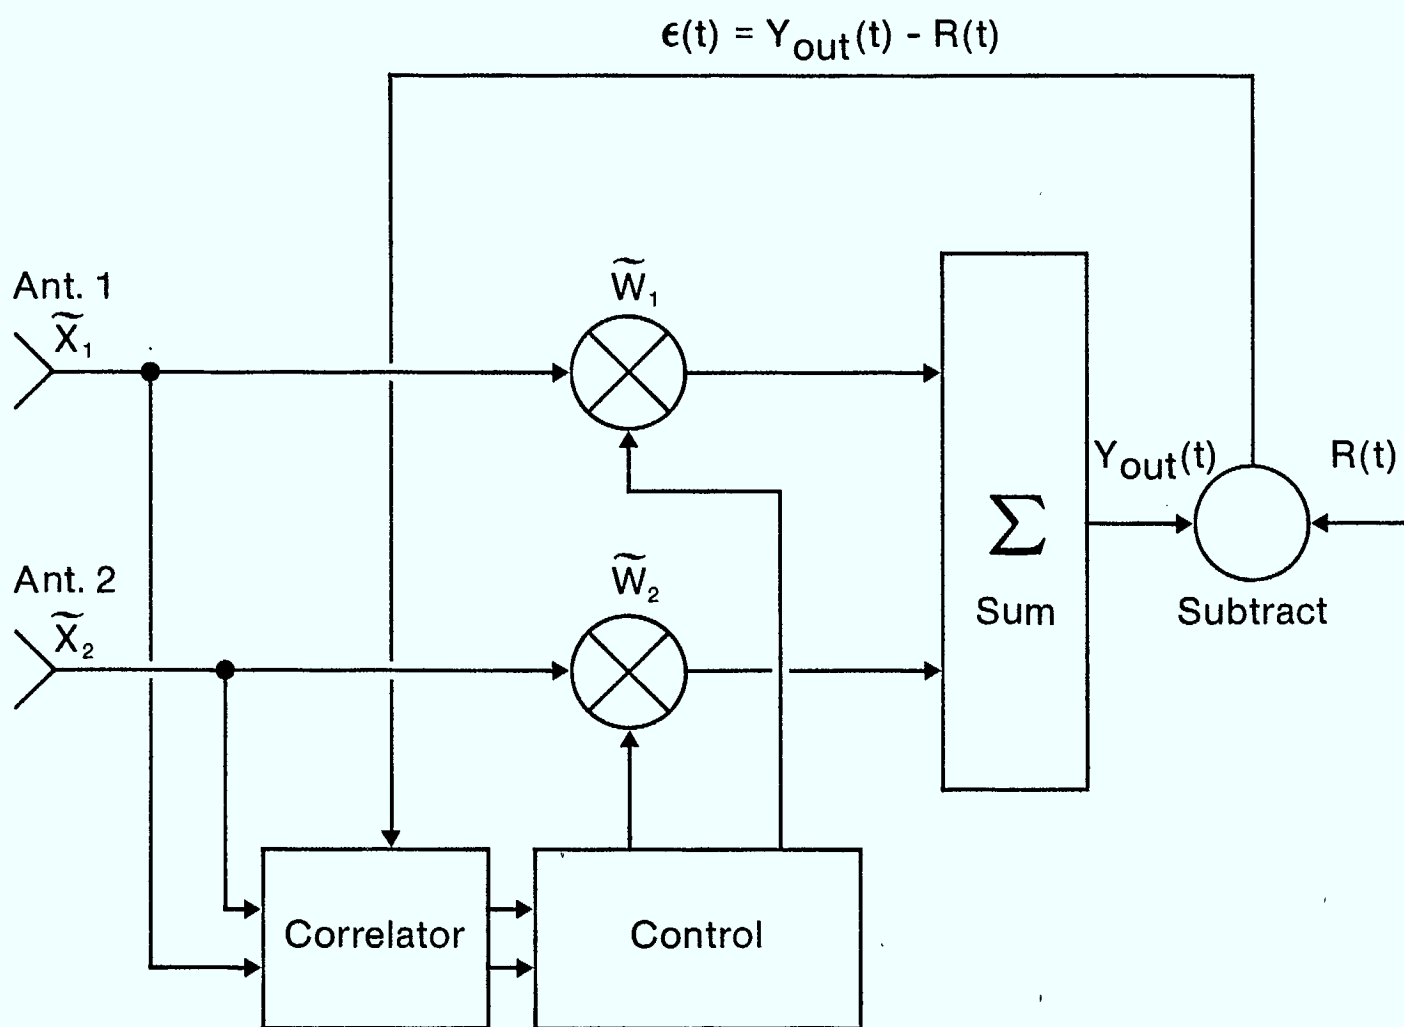 ϵ(t) = Yout(t) - R(t)
Ant. 1
X̃₁
W̃₁
Yout(t)
R(t)
Ant. 2
X̃₂
W̃₂
Σ
Sum
Subtract
Correlator
Control